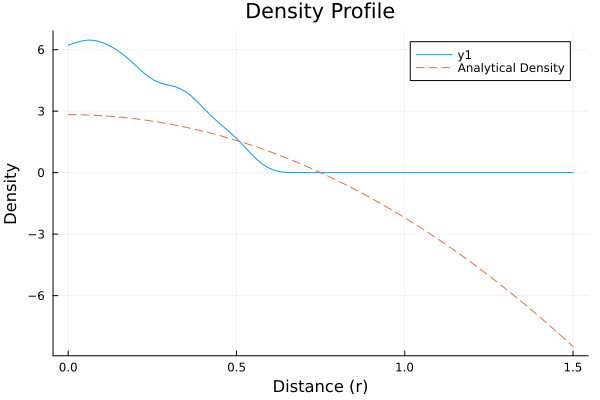 Density Profile
y1
Analytical Density
6
3
0
−3
−6
Density
0.0
0.5
1.0
1.5
Distance (r)